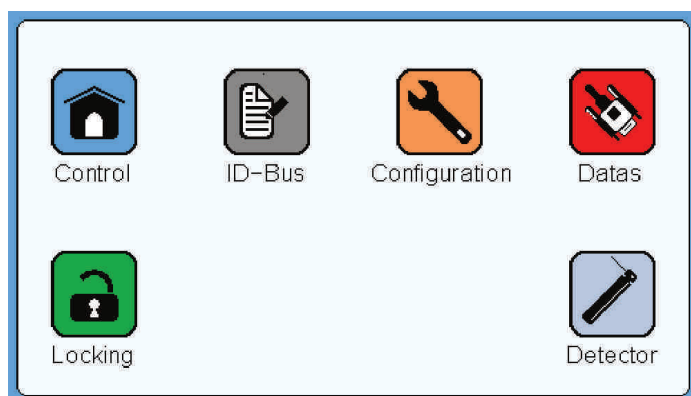 Control
ID-Bus
Configuration
Datas
Locking
Detector